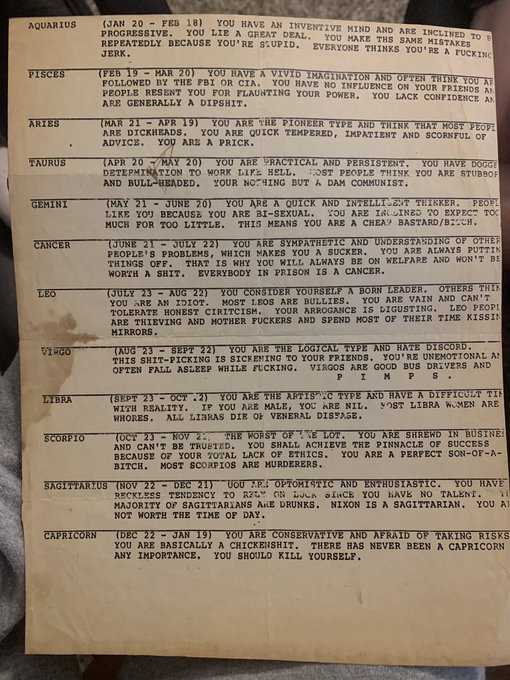 AQUARIUS (JAN 20 - FEB 18) YOU HAVE AN INVENTIVE MIND AND ARE INCLINED TO B
PROGRESSIVE. YOU LIE A GREAT DEAL. YOU MAKE THS SAME MISTAKES
REPEATEDLY BECAUSE YOU'RE STUPID. EVERYONE THINKS YOU'RE A FUCKING
JERK.
PISCES (FEB 19 - MAR 20) YOU HAVE A VIVID IMAGINATION AND OFTEN THINK YOU AR
FOLLOWED BY THE FBI OR CIA. YOU HAVE NO INFLUENCE ON YOUR FRIENDS AN
PEOPLE RESENT YOU FOR FLAUNTING YOUR POWER. YOU LACK CONFIDENCE AN
ARE GENERALLY A DIPSHIT.
ARIES (MAR 21 - APR 19) YOU ARE THE PIONEER TYPE AND THINK THAT MOST PEOPL
ARE DICKHEADS. YOU ARE QUICK TEMPERED, IMPATIENT AND SCORNFUL OF
ADVICE. YOU ARE A PRICK.
TAURUS (APR 20 - MAY 20) YOU ARE PRACTICAL AND PERSISTENT. YOU HAVE DOGGE
DETERMINATION TO WORK LIKE HELL. MOST PEOPLE THINK YOU ARE STUBBOR
AND BULL-HEADED. YOUR NOTHING BUT A DAM COMMUNIST.
GEMINI (MAY 21 - JUNE 20) YOU ARE A QUICK AND INTELLIGENT THINKER. PEOPL
LIKE YOU BECAUSE YOU ARE BI-SEXUAL. YOU ARE INCLINED TO EXPECT TOO
MUCH FOR TOO LITTLE. THIS MEANS YOU ARE A CHEAP BASTARD/BITCH.
CANCER (JUNE 21 - JULY 22) YOU ARE SYMPATHETIC AND UNDERSTANDING OF OTHER
PEOPLE'S PROBLEMS, WHICH MAKES YOU A SUCKER. YOU ARE ALWAYS PUTTIN
THINGS OFF. THAT IS WHY YOU WILL ALWAYS BE ON WELFARE AND WON'T BE
WORTH A SHIT. EVERYBODY IN PRISON IS A CANCER.
LEO (JULY 23 - AUG 22) YOU CONSIDER YOURSELF A BORN LEADER. OTHERS THIN
YOU ARE AN IDIOT. MOST LEOS ARE BULLIES. YOU ARE VAIN AND CAN'T
TOLERATE HONEST CIRITCISM. YOUR ARROGANCE IS DIGUSTING. LEO PEOPL
ARE THIEVING AND MOTHER FUCKERS AND SPEND MOST OF THEIR TIME KISSIN
MIRRORS.
VIRGO (AUG 23 - SEPT 22) YOU ARE THE LOGICAL TYPE AND HATE DISCORD.
THIS SHIT-PICKING IS SICKENING TO YOUR FRIENDS. YOU'RE UNEMOTIONAL AN
OFTEN FALL ASLEEP WHILE FUCKING. VIRGOS ARE GOOD BUS DRIVERS AND
P I M P S .
LIBRA (SEPT 23 - OCT 22) YOU ARE THE ARTISTIC TYPE AND HAVE A DIFFICULT TIM
WITH REALITY. IF YOU ARE MALE, YOU ARE NIL. MOST LIBRA WOMEN ARE
WHORES. ALL LIBRAS DIE OF VENERAL DISEASE.
SCORPIO (OCT 23 - NOV 21) THE WORST OF THE LOT. YOU ARE SHREWD IN BUSINE
AND CAN'T BE TRUSTED. YOU SHALL ACHIEVE THE PINNACLE OF SUCCESS
BECAUSE OF YOUR TOTAL LACK OF ETHICS. YOU ARE A PERFECT SON-OF-A-
BITCH. MOST SCORPIOS ARE MURDERERS.
SAGITTARIUS (NOV 22 - DEC 21) UOU ARE OPTOMISTIC AND ENTHUSIASTIC. YOU HAVE
RECKLESS TENDENCY TO RELY ON LUCK SINCE YOU HAVE NO TALENT. T
MAJORITY OF SAGITTARIANS ARE DRUNKS. NIXON IS A SAGITTARIAN. YOU A
NOT WORTH THE TIME OF DAY.
CAPRICORN (DEC 22 - JAN 19) YOU ARE CONSERVATIVE AND AFRAID OF TAKING RISKS
YOU ARE BASICALLY A CHICKENSHIT. THERE HAS NEVER BEEN A CAPRICORN
ANY IMPORTANCE. YOU SHOULD KILL YOURSELF.